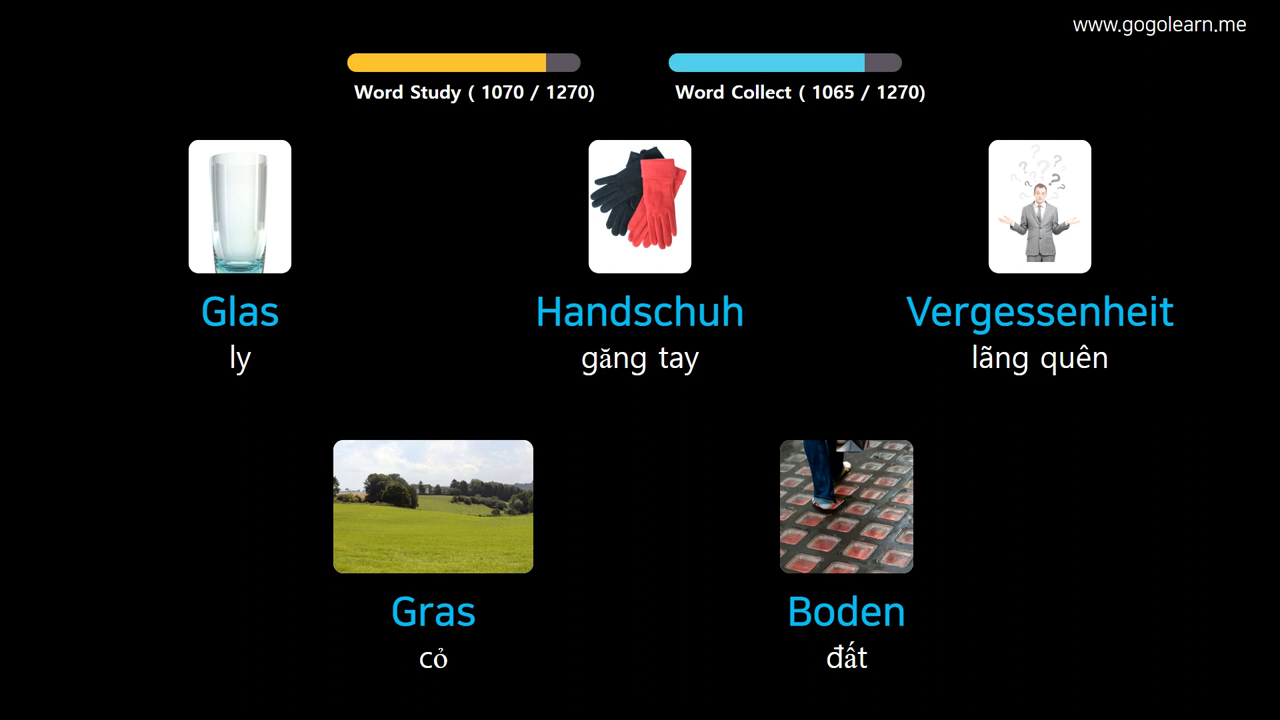 www.gogolearn.me
Word Study ( 1070 / 1270)
Word Collect ( 1065 / 1270)
Glas
ly
Handschuh
găng tay
Vergessenheit
lãng quên
Gras
cỏ
Boden
đất